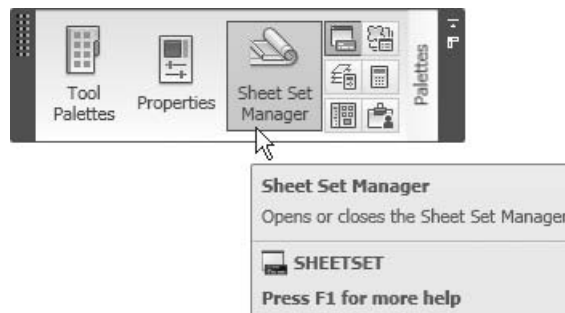 Tool
Palettes
Properties
Sheet Set
Manager
Palettes
Sheet Set Manager
Opens or closes the Sheet Set Manager
SHEETSET
Press F1 for more help